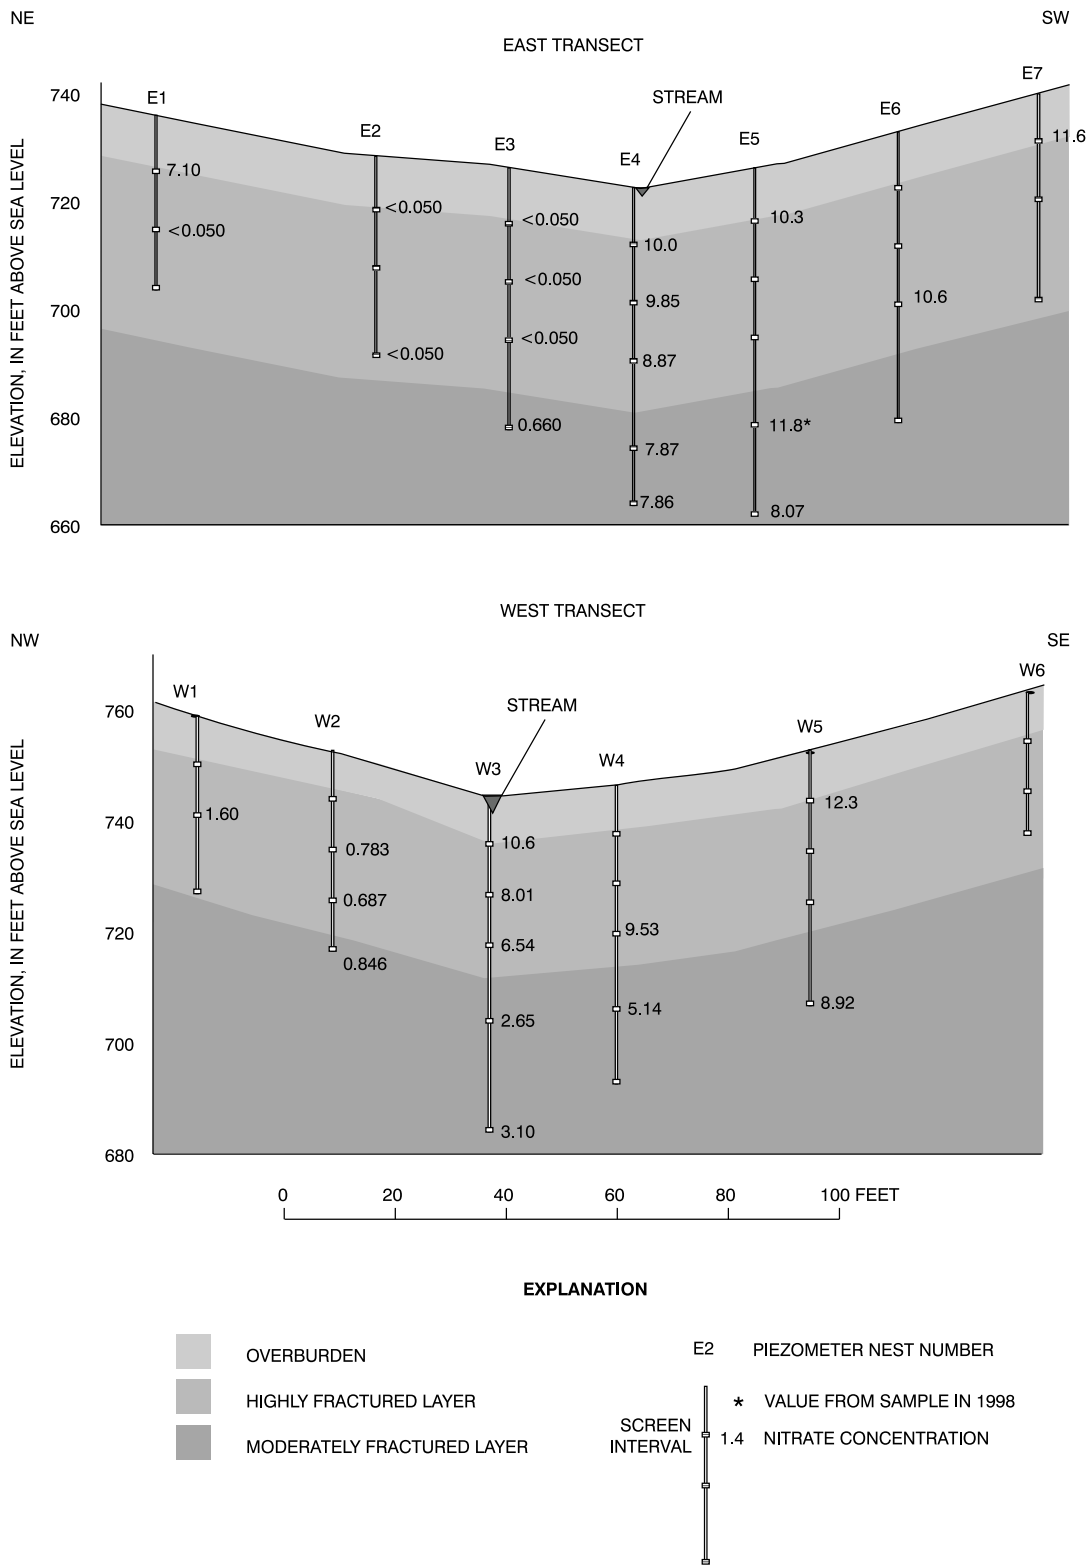 NE
SW
EAST TRANSECT
ELEVATION, IN FEET ABOVE SEA LEVEL
740
720
700
680
660
E1
E2
E3
E4
STREAM
E5
E6
E7
7.10
<0.050
<0.050
<0.050
<0.050
<0.050
<0.050
0.660
10.0
9.85
8.87
7.87
7.86
10.3
11.8*
8.07
10.6
11.6
WEST TRANSECT
NW
SE
ELEVATION, IN FEET ABOVE SEA LEVEL
760
740
720
700
680
W1
W2
W3
STREAM
W4
W5
W6
1.60
0.783
0.687
0.846
10.6
8.01
6.54
2.65
3.10
9.53
5.14
12.3
8.92
0 20 40 60 80 100 FEET
EXPLANATION
OVERBURDEN
HIGHLY FRACTURED LAYER
MODERATELY FRACTURED LAYER
E2 PIEZOMETER NEST NUMBER
* VALUE FROM SAMPLE IN 1998
SCREEN
INTERVAL
1.4 NITRATE CONCENTRATION